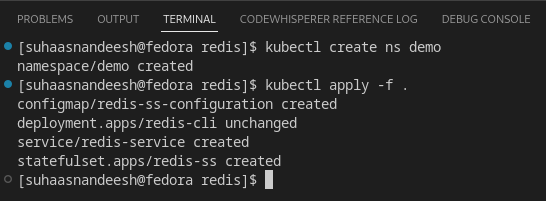 PROBLEMS OUTPUT TERMINAL CODEWHISPERER REFERENCE LOG DEBUG CONSOLE
[suhaasnandeesh@fedora redis]$ kubectl create ns demo
namespace/demo created
[suhaasnandeesh@fedora redis]$ kubectl apply -f .
configmap/redis-ss-configuration created
deployment.apps/redis-cli unchanged
service/redis-service created
statefulset.apps/redis-ss created
[suhaasnandeesh@fedora redis]$